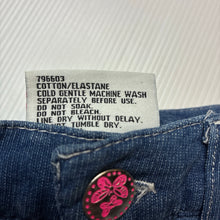 796603
COTTON/ELASTANE
COLD GENTLE MACHINE WASH
SEPARATELY BEFORE USE.
DO NOT SOAK.
DO NOT BLEACH.
LINE DRY WITHOUT DELAY.
DO NOT TUMBLE DRY.